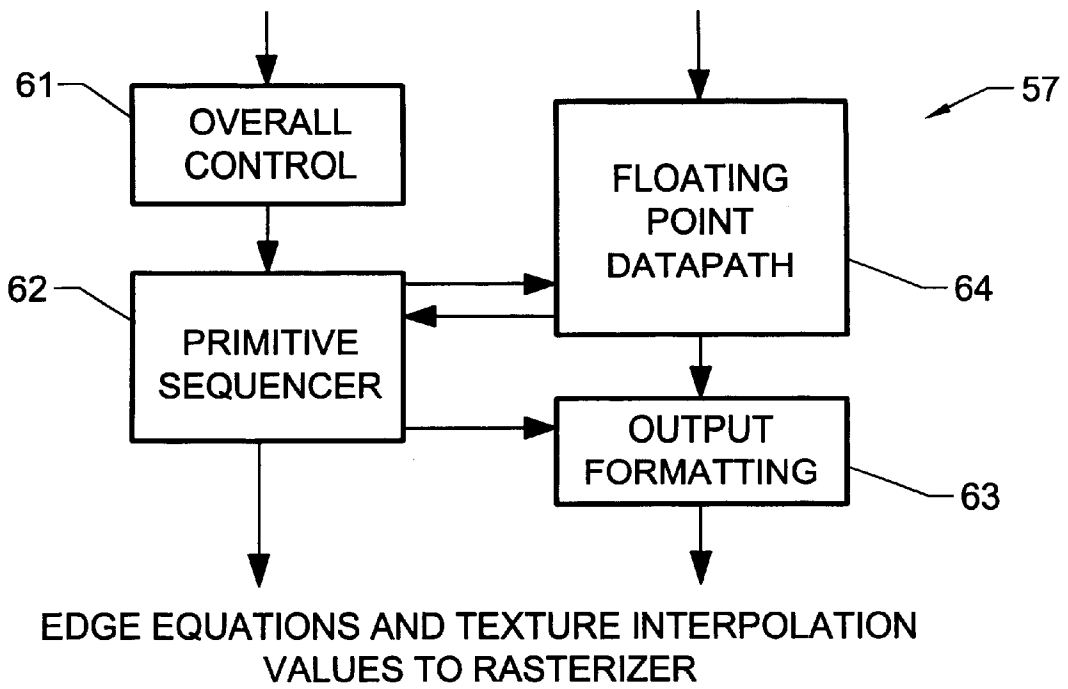 61
OVERALL
CONTROL
57
FLOATING
POINT
DATAPATH
64
62
PRIMITIVE
SEQUENCER
OUTPUT
FORMATTING
63
EDGE EQUATIONS AND TEXTURE INTERPOLATION
VALUES TO RASTERIZER